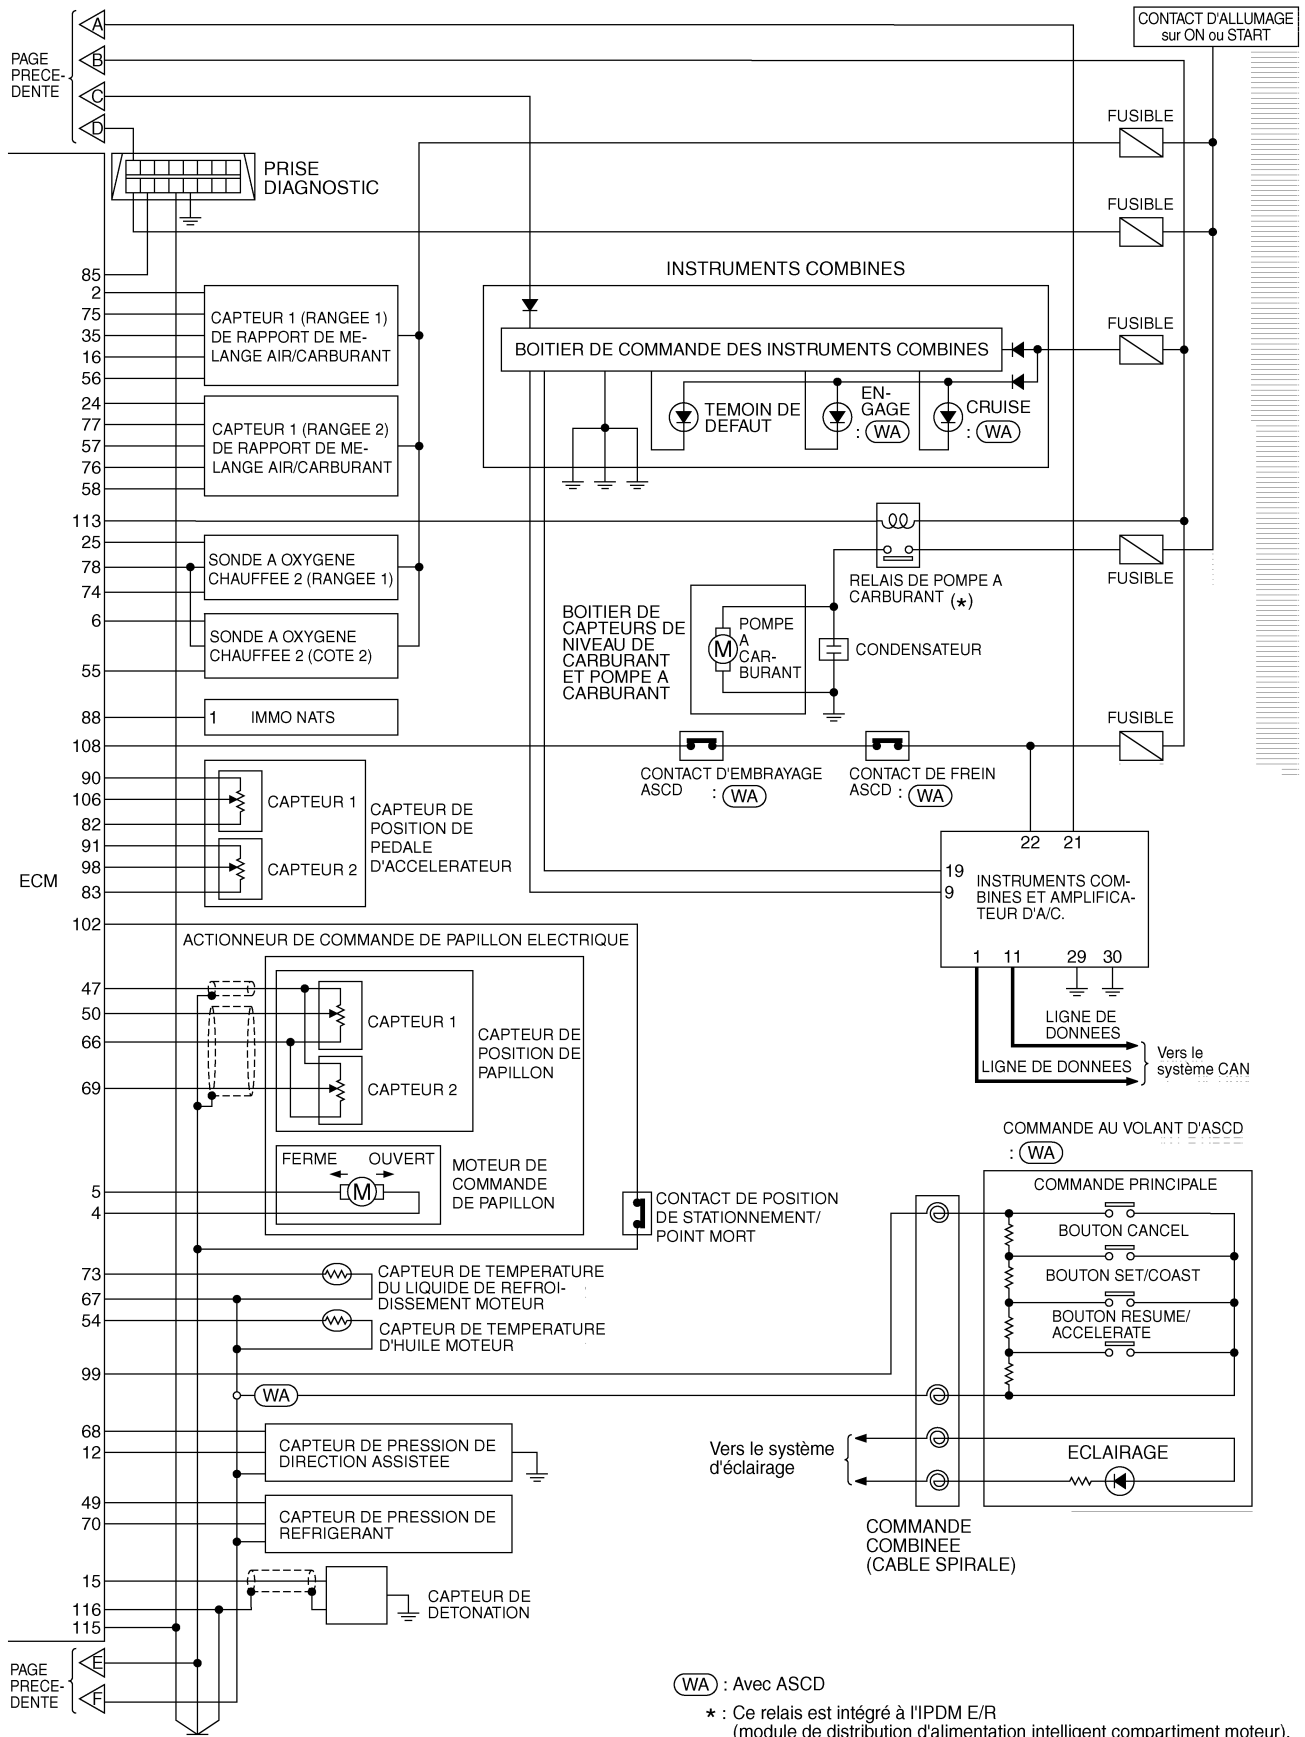 PAGE
PRECE-
DENTE
A
B
C
D
CONTACT D'ALLUMAGE
sur ON ou START
FUSIBLE
PRISE
DIAGNOSTIC
FUSIBLE
INSTRUMENTS COMBINES
FUSIBLE
BOITIER DE COMMANDE DES INSTRUMENTS COMBINES
TEMOIN DE
DEFAUT
EN-
GAGE
: WA
CRUISE
: WA
85
2
75
35
16
56
CAPTEUR 1 (RANGEE 1)
DE RAPPORT DE ME-
LANGE AIR/CARBURANT
24
77
57
76
58
CAPTEUR 1 (RANGEE 2)
DE RAPPORT DE ME-
LANGE AIR/CARBURANT
113
25
78
74
SONDE A OXYGENE
CHAUFFEE 2 (RANGEE 1)
6
55
SONDE A OXYGENE
CHAUFFEE 2 (COTE 2)
RELAIS DE POMPE A
CARBURANT (*)
FUSIBLE
BOITIER DE
CAPTEURS DE
NIVEAU DE
CARBURANT
ET POMPE A
CARBURANT
M
POMPE
A
CAR-
BURANT
CONDENSATEUR
88
1 IMMO NATS
108
CONTACT D'EMBRAYAGE
ASCD : WA
CONTACT DE FREIN
ASCD : WA
FUSIBLE
90
106
82
CAPTEUR 1
91
98
83
CAPTEUR 2
CAPTEUR DE
POSITION DE
PEDALE
D'ACCELERATEUR
ECM
22 21
19
9
INSTRUMENTS COM-
BINES ET AMPLIFICA-
TEUR D'A/C.
1 11 29 30
LIGNE DE
DONNEES
LIGNE DE DONNEES
Vers le
système CAN
102
ACTIONNEUR DE COMMANDE DE PAPILLON ELECTRIQUE
47
50
66
69
CAPTEUR 1
CAPTEUR 2
CAPTEUR DE
POSITION DE
PAPILLON
FERME OUVERT
M
MOTEUR DE
COMMANDE
DE PAPILLON
5
4
CONTACT DE POSITION
DE STATIONNEMENT/
POINT MORT
COMMANDE AU VOLANT D'ASCD
: WA
COMMANDE PRINCIPALE
BOUTON CANCEL
BOUTON SET/COAST
BOUTON RESUME/
ACCELERATE
73
67
CAPTEUR DE TEMPERATURE
DU LIQUIDE DE REFROI-
DISSEMENT MOTEUR
54
CAPTEUR DE TEMPERATURE
D'HUILE MOTEUR
99
WA
68
12
CAPTEUR DE PRESSION DE
DIRECTION ASSISTEE
Vers le système
d'éclairage
ECLAIRAGE
49
70
CAPTEUR DE PRESSION DE
REFRIGERANT
COMMANDE
COMBINEE
(CABLE SPIRALE)
15
116
115
CAPTEUR DE
DETONATION
PAGE
PRECE-
DENTE
E
F
WA : Avec ASCD
* : Ce relais est intégré à l'IPDM E/R
(module de distribution d'alimentation intelligent compartiment moteur).